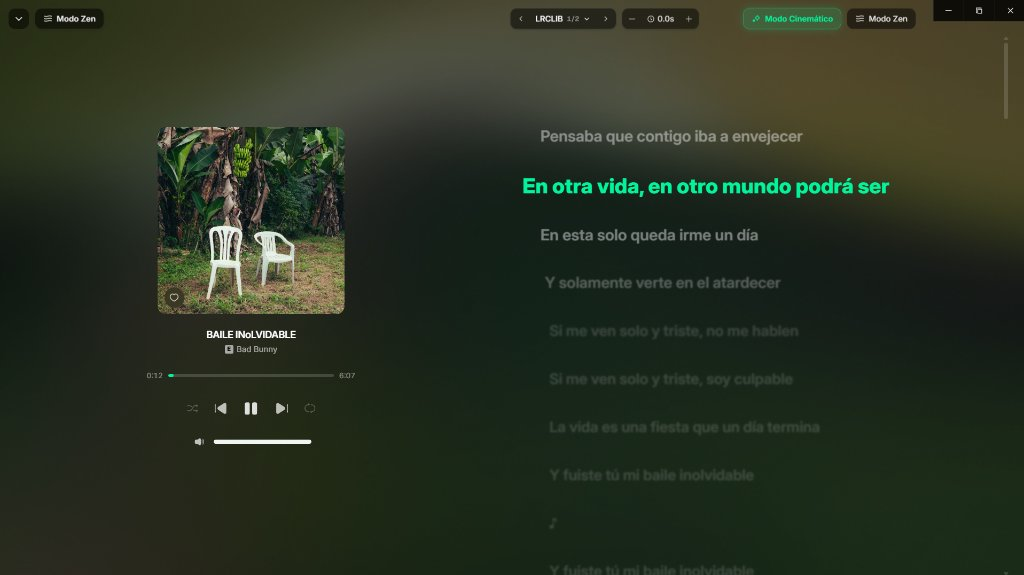 Modo Zen
LRCLIB 1/2
0.0s
Modo Cinemático
Modo Zen
BAILE INoLVIDABLE
E Bad Bunny
0:12
6:07
Pensaba que contigo iba a envejecer
En otra vida, en otro mundo podrá ser
En esta solo queda irme un día
Y solamente verte en el atardecer
Si me ven solo y triste, no me hablen
Si me ven solo y triste, soy culpable
La vida es una fiesta que un día termina
Y fuiste tú mi baile inolvidable
♪
Y fuiste tú mi baile inolvidable